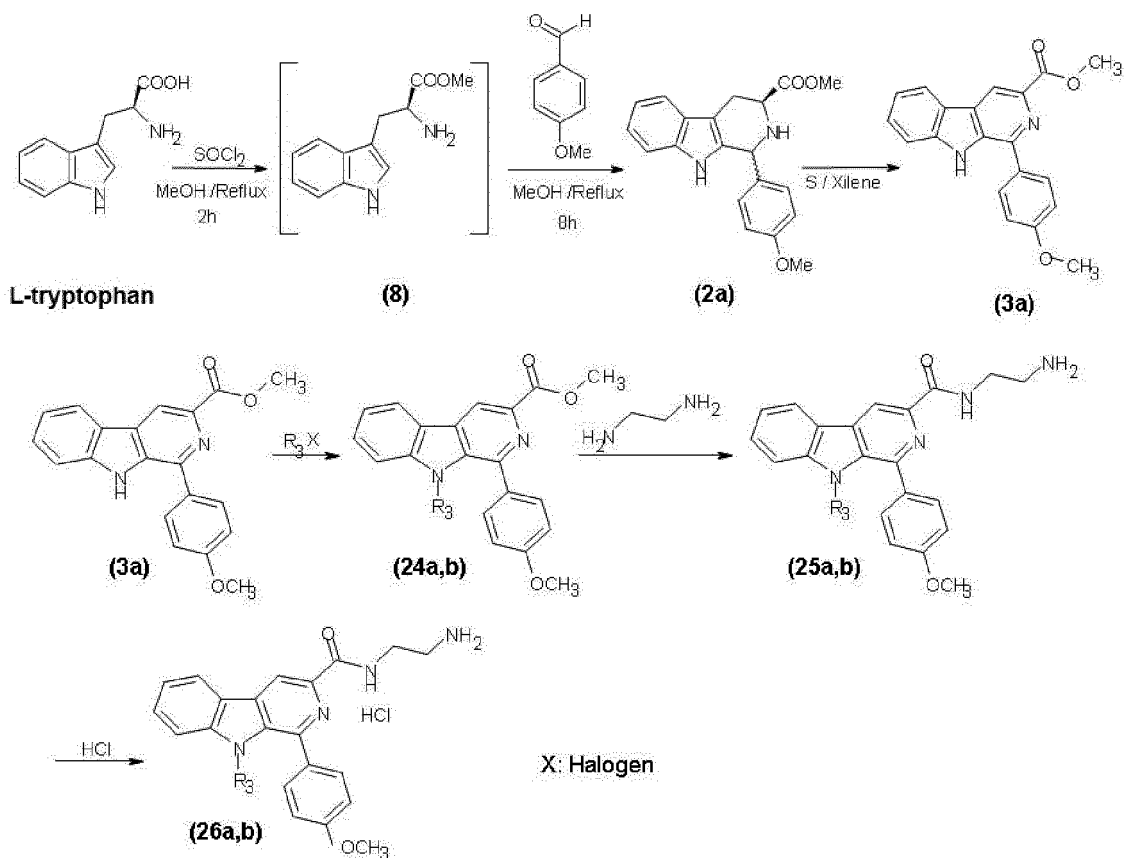 COOH
NH2
N
H
SOCl2
MeOH /Reflux
2h
COOMe
NH2
N
H
O
H
OMe
MeOH /Reflux
8h
COOMe
NH
N
H
OMe
S / Xilene
O
CH3
O
N
NH
O
CH3
L-tryptophan
(8)
(2a)
(3a)
O
CH3
O
N
N
H
OCH3
(3a)
R3X
O
CH3
O
N
N
R3
OCH3
(24a,b)
NH2
H2N
O
NH2
N
H
N
N
R3
OCH3
(25a,b)
HCl
O
NH2
N
H
N
HCl
N
R3
OCH3
(26a,b)
X: Halogen